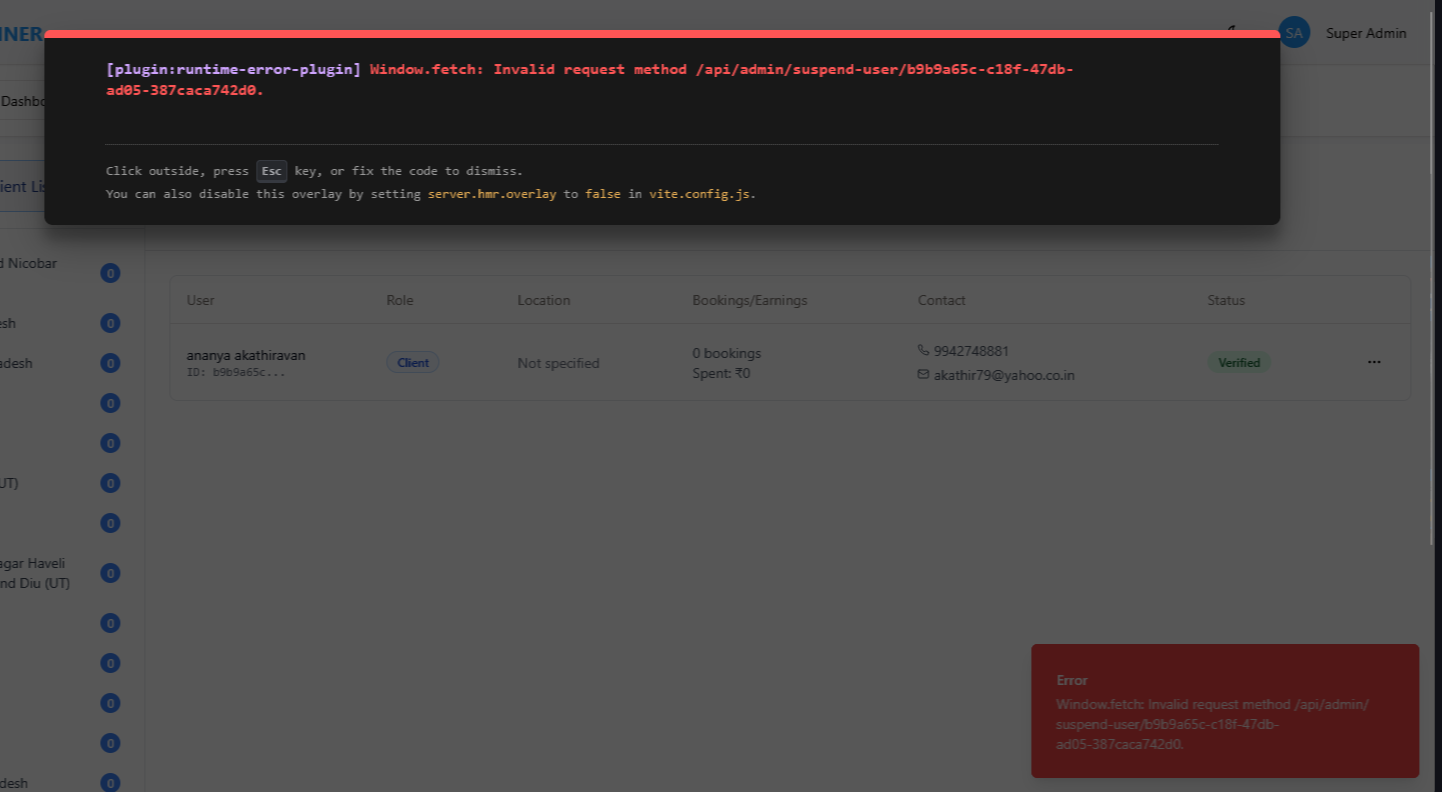 NER
SA
Super Admin
[plugin:runtime-error-plugin] Window.fetch: Invalid request method /api/admin/suspend-user/b9b9a65c-c18f-47db-
ad05-387caca742d0.
Dashbo
Click outside, press Esc key, or fix the code to dismiss.
ient Lis
You can also disable this overlay by setting server.hmr.overlay to false in vite.config.js.
d Nicobar
0
User Role Location Bookings/Earnings Contact Status
esh 0
adesh 0
ananya akathiravan
ID: b9b9a65c...
Client
Not specified
0 bookings
Spent: ₹0
9942748881
akathir79@yahoo.co.in
Verified
...
0
0
UT) 0
0
agar Haveli
nd Diu (UT)
0
0
0
0
0
desh 0
Error
Window.fetch: Invalid request method /api/admin/
suspend-user/b9b9a65c-c18f-47db-
ad05-387caca742d0.